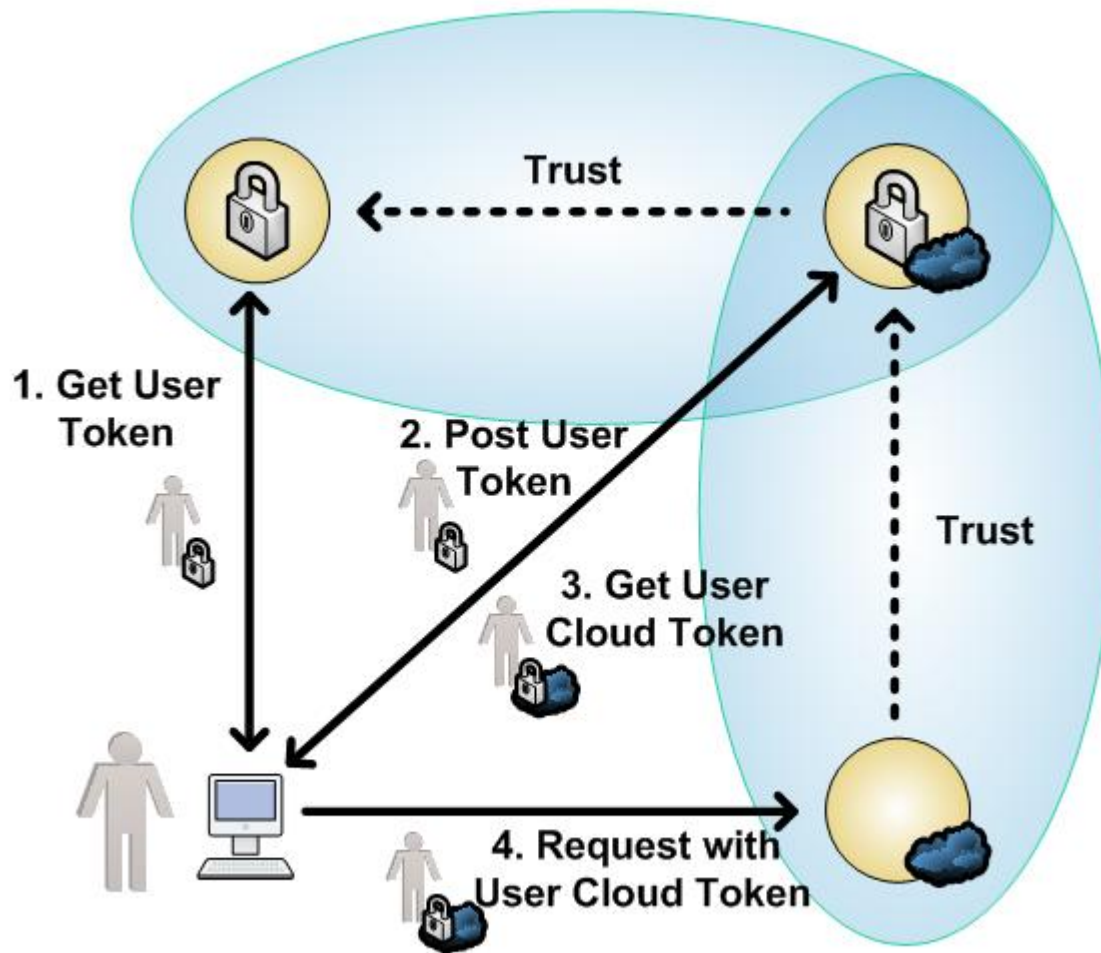 Trust
1. Get User
Token
2. Post User
Token
3. Get User
Cloud Token
Trust
4. Request with
User Cloud Token